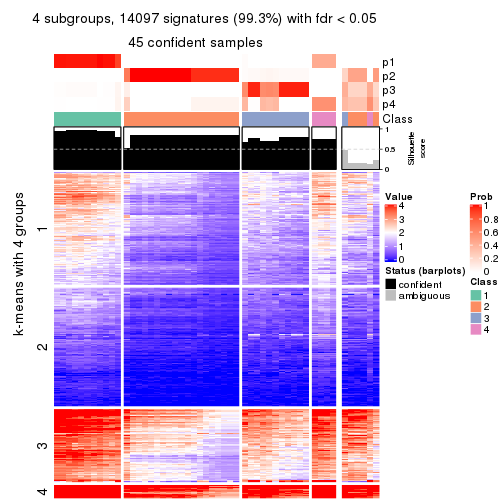 4 subgroups, 14097 signatures (99.3%) with fdr < 0.05
45 confident samples
p1
p2
p3
p4
Class
1
0.5
0
Silhouette
score
k-means with 4 groups
1
2
3
4
Value
4
3
2
1
0
Status (barplots)
confident
ambiguous
Prob
1
0.8
0.6
0.4
0.2
0
Class
1
2
3
4